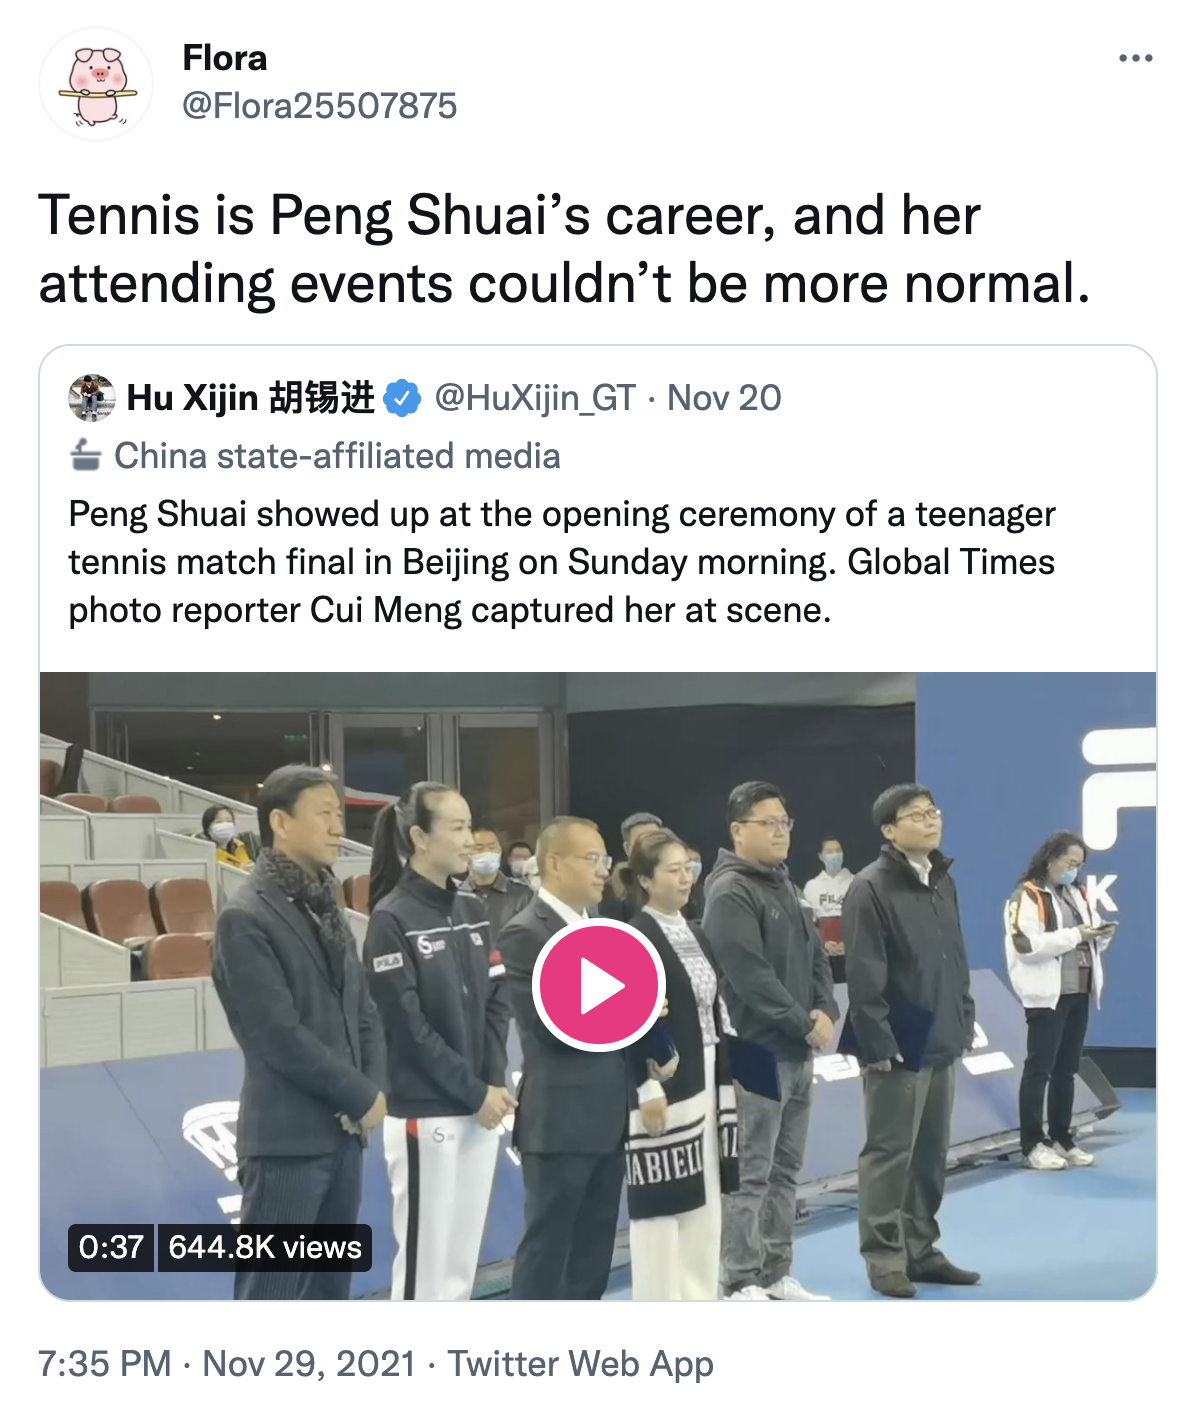 Flora
@Flora25507875
Tennis is Peng Shuai’s career, and her
attending events couldn’t be more normal.
Hu Xijin 胡锡进 @HuXijin_GT · Nov 20
China state-affiliated media
Peng Shuai showed up at the opening ceremony of a teenager
tennis match final in Beijing on Sunday morning. Global Times
photo reporter Cui Meng captured her at scene.
K
FILA
0:37 644.8K views
7:35 PM · Nov 29, 2021 · Twitter Web App